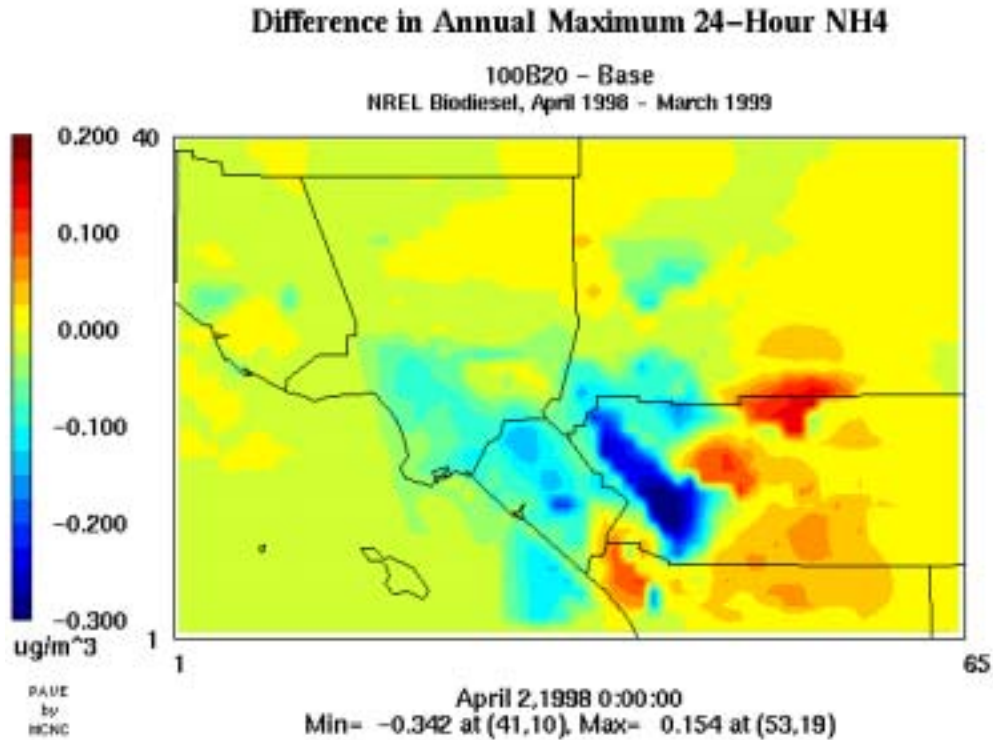 Difference in Annual Maximum 24-Hour NH4
100B20 - Base
NREL Biodiesel, April 1998 - March 1999
0.200
40
0.100
0.000
-0.100
-0.200
-0.300
ug/m^3
1
1
65
PAVE
by
MCNC
April 2,1998 0:00:00
Min= -0.342 at (41,10), Max= 0.154 at (53,19)